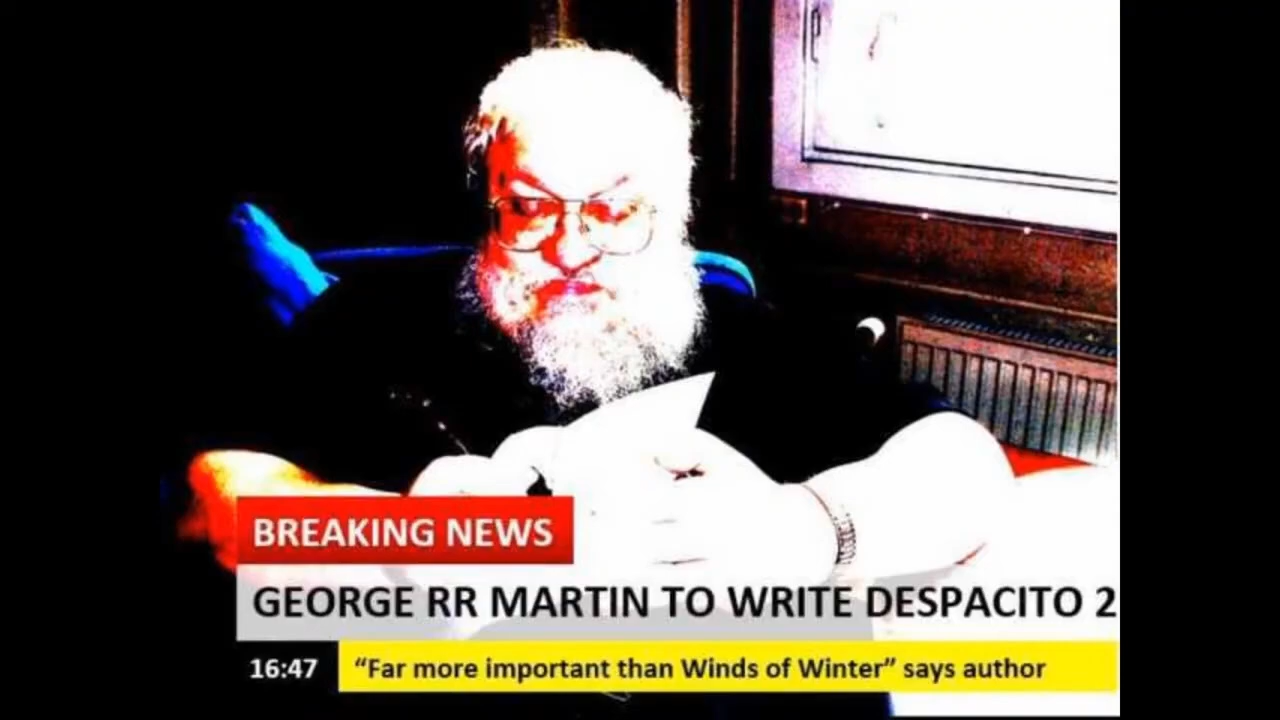 BREAKING NEWS
GEORGE RR MARTIN TO WRITE DESPACITO 2
16:47 “Far more important than Winds of Winter” says author